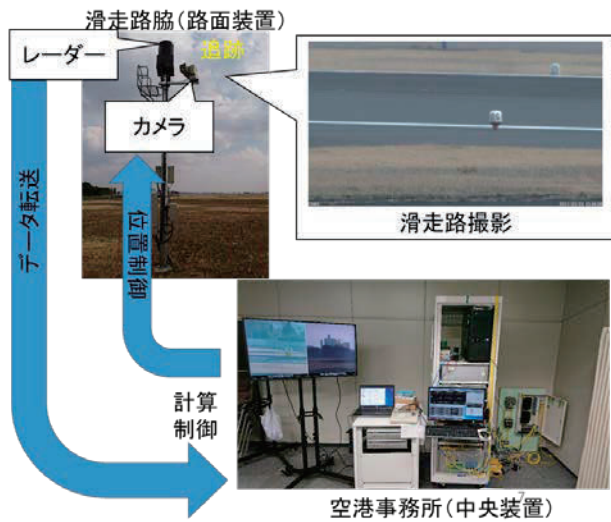 滑走路脇（路面装置）
レーダー
追跡
カメラ
データ転送
位置制御
滑走路撮影
計算
制御
7
空港事務所（中央装置）